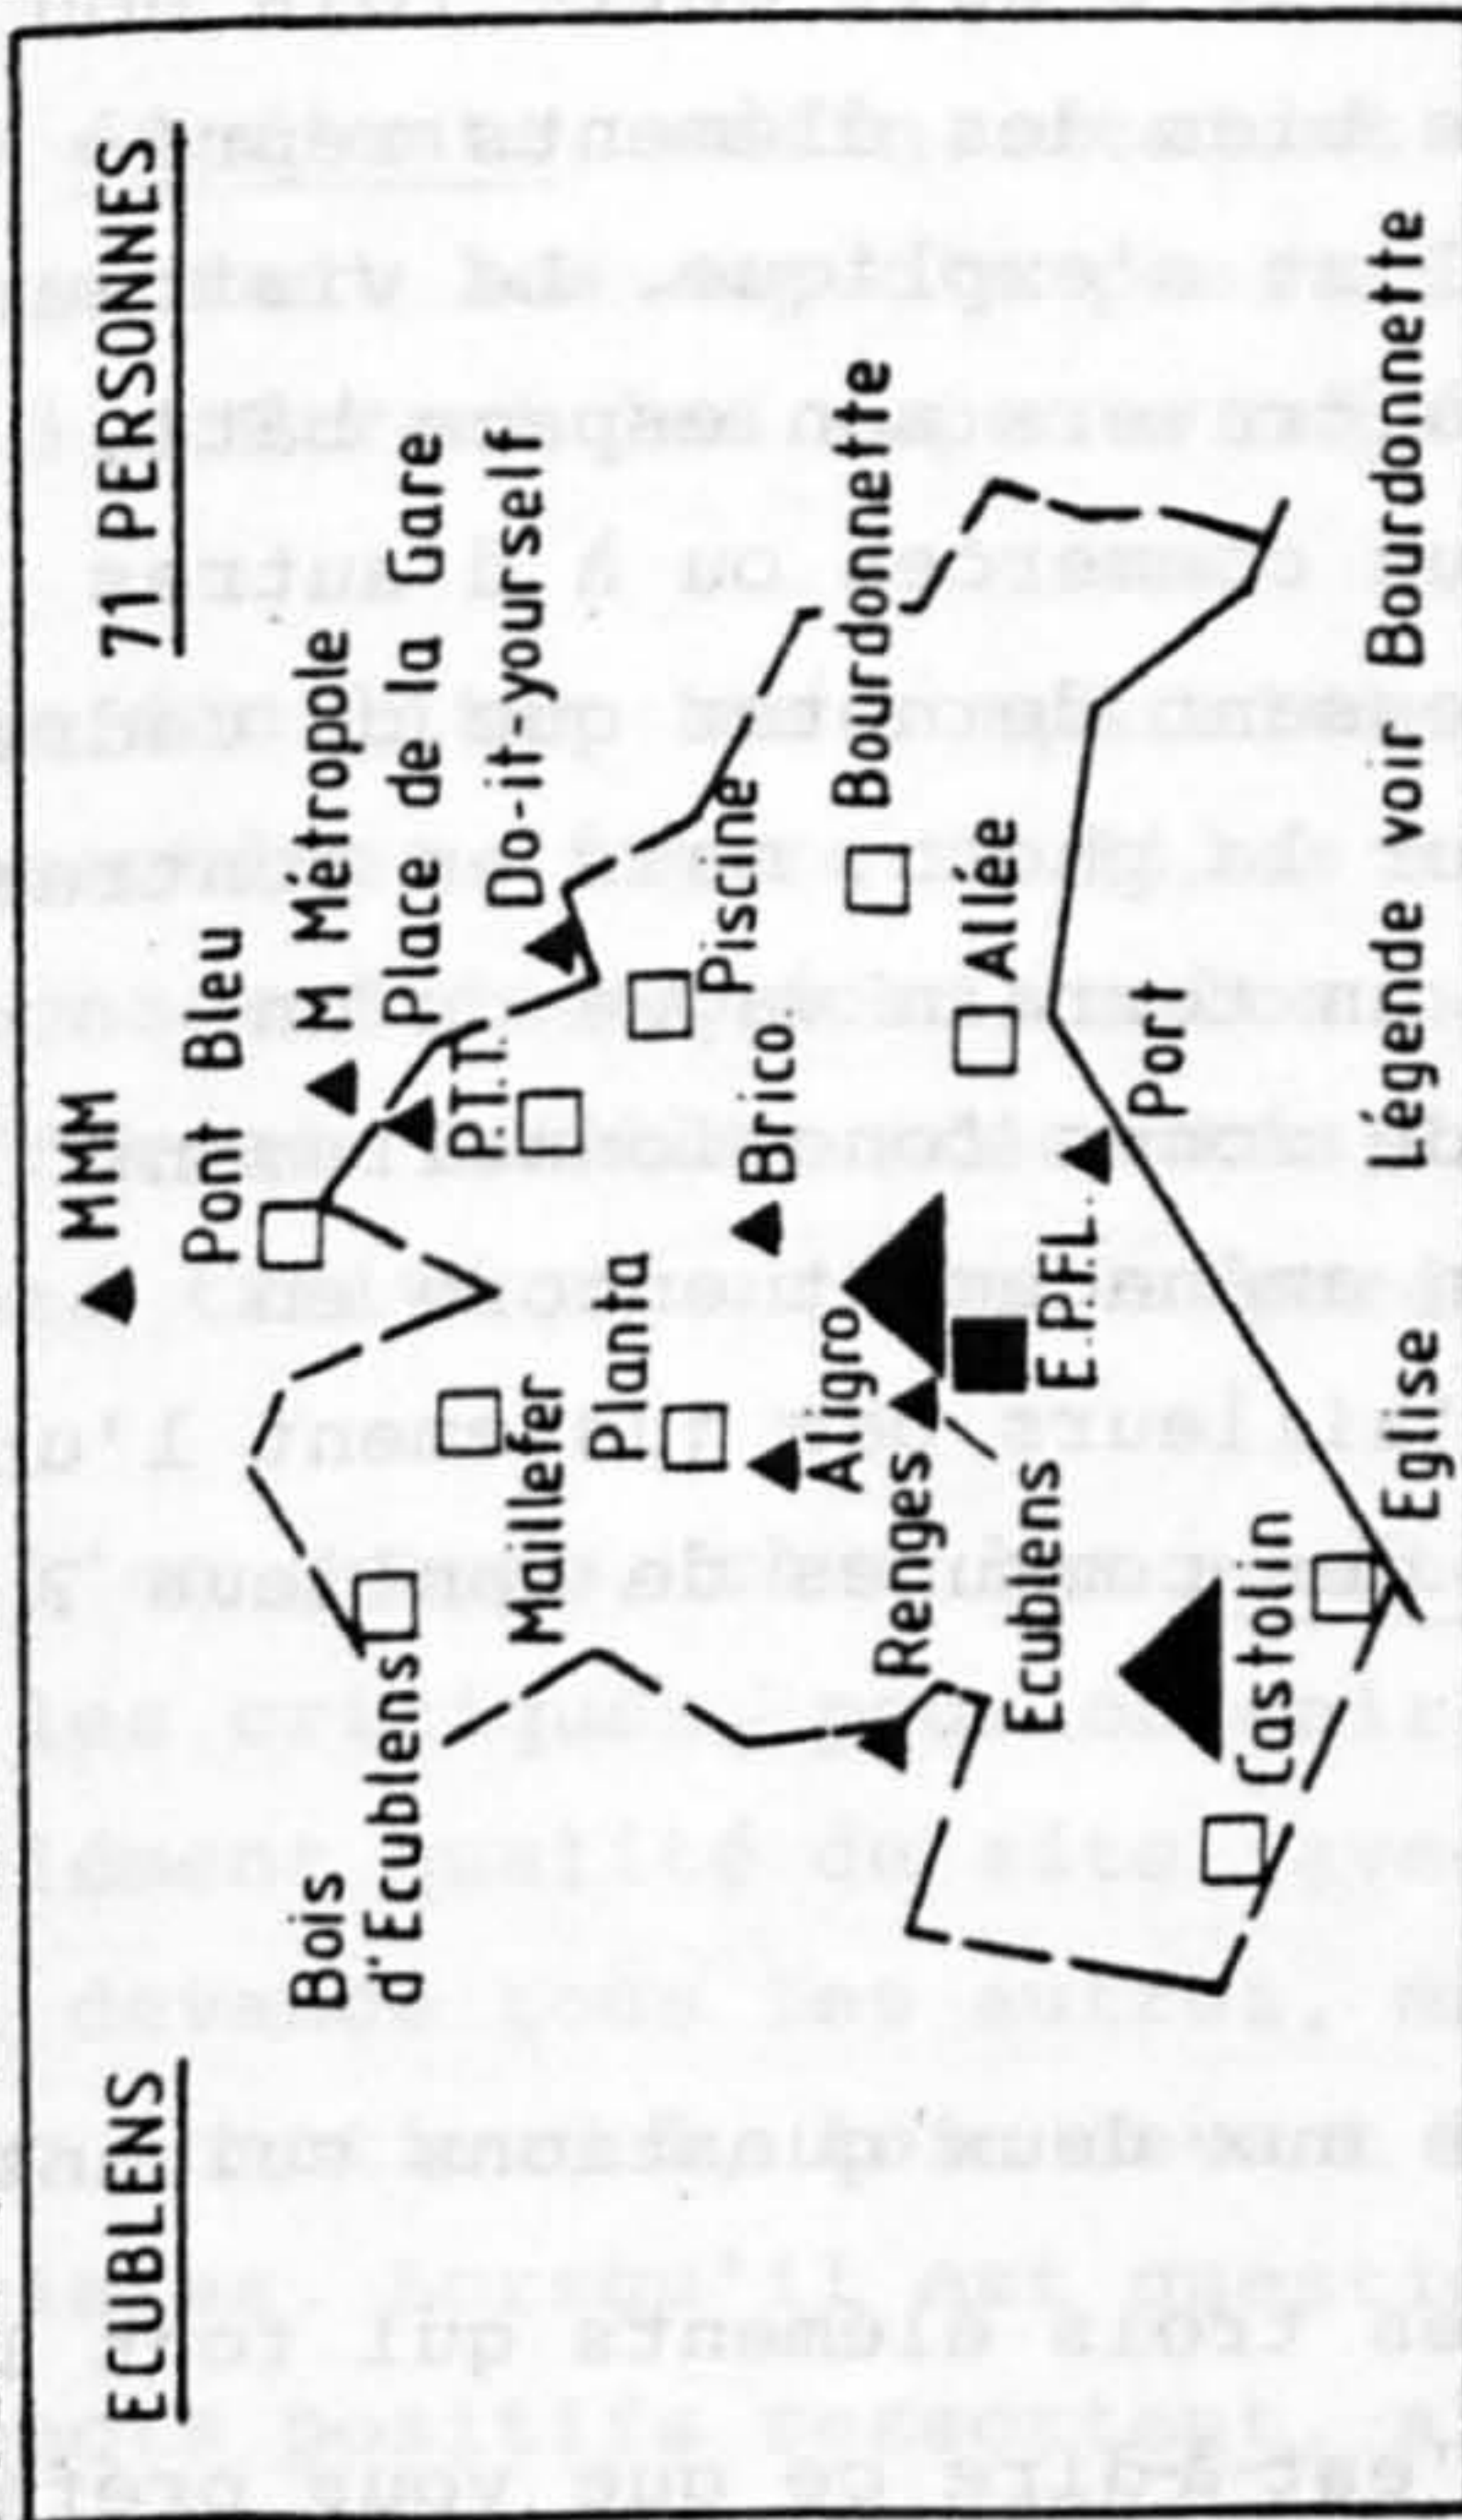 ECUBLENS
71 PERSONNES
MMM
Pont Bleu
M Métropole
Place de la Gare
Do-it-yourself
P.T.T.
Bois
d'Ecublens
Maillefer
Planta
Piscine
Brico.
Bourdonnette
Aligro
Renges
Allée
Ecublens
E.P.F.L.
Port
Castolin
Eglise
Légende voir Bourdonnette